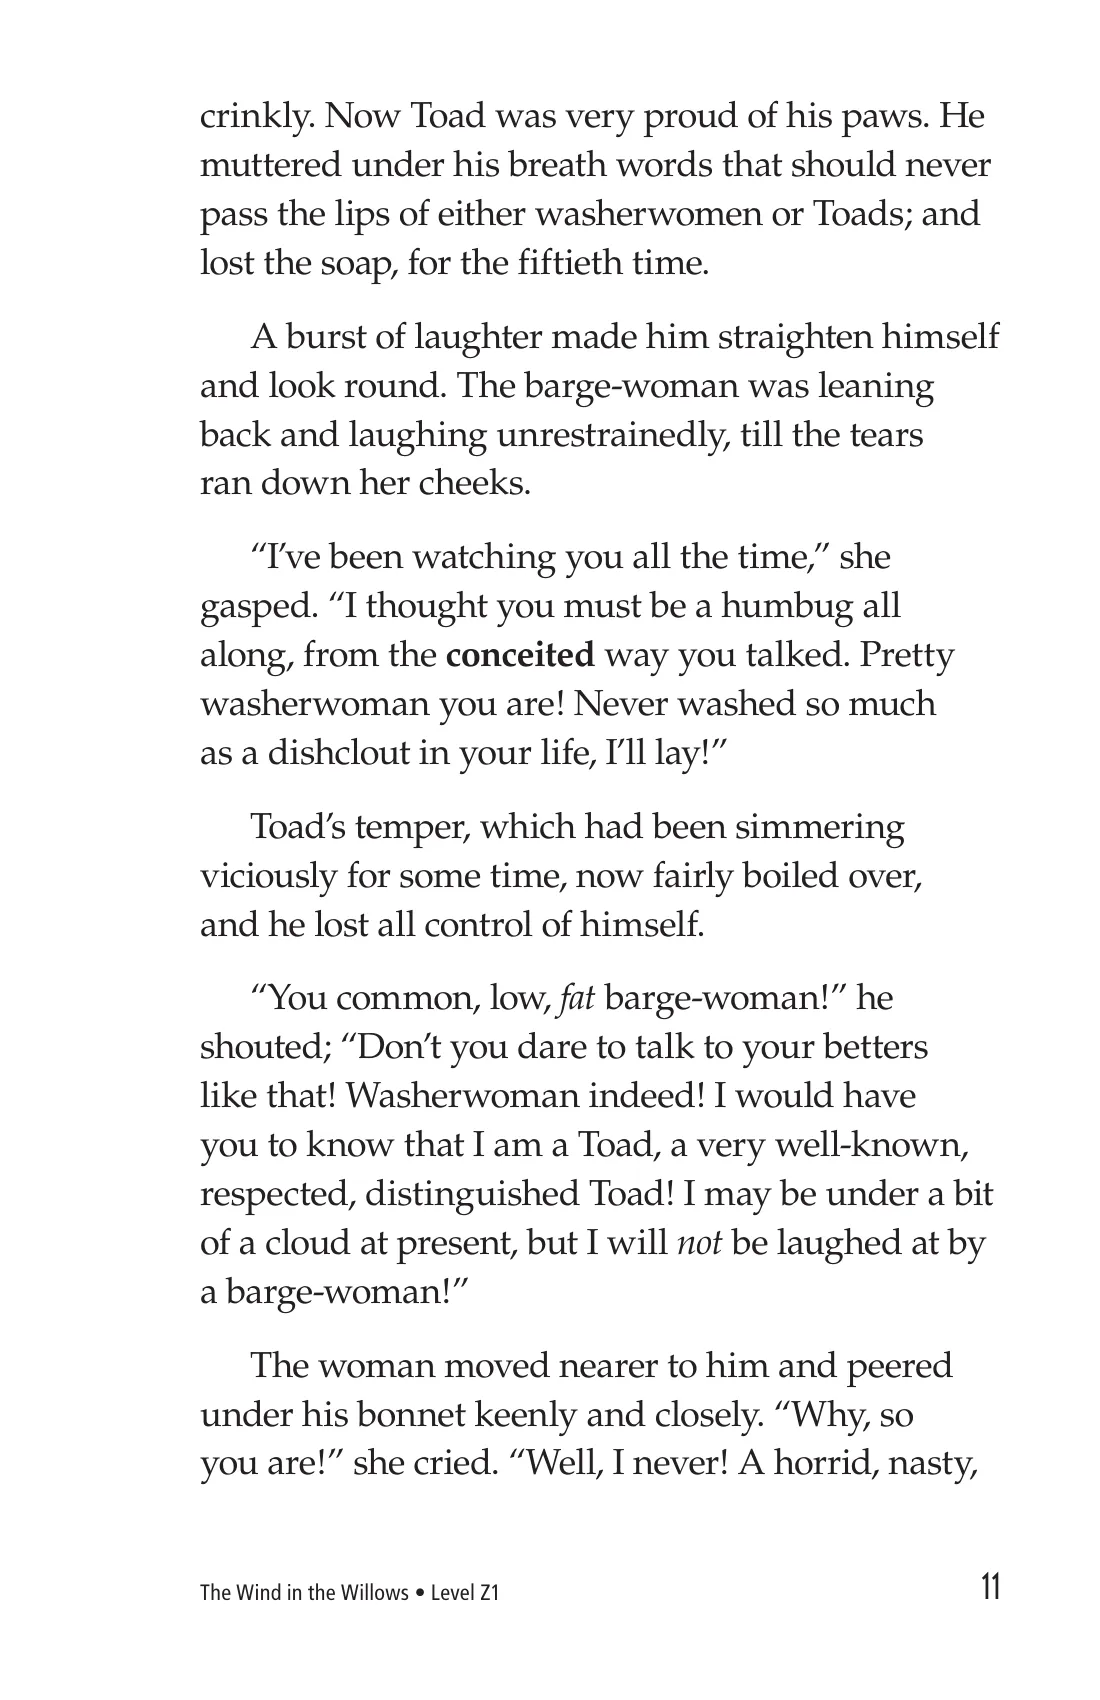 crinkly. Now Toad was very proud of his paws. He
muttered under his breath words that should never
pass the lips of either washerwomen or Toads; and
lost the soap, for the fiftieth time.
A burst of laughter made him straighten himself
and look round. The barge-woman was leaning
back and laughing unrestrainedly, till the tears
ran down her cheeks.
“I’ve been watching you all the time,” she
gasped. “I thought you must be a humbug all
along, from the conceited way you talked. Pretty
washerwoman you are! Never washed so much
as a dishclout in your life, I’ll lay!”
Toad’s temper, which had been simmering
viciously for some time, now fairly boiled over,
and he lost all control of himself.
“You common, low, fat barge-woman!” he
shouted; “Don’t you dare to talk to your betters
like that! Washerwoman indeed! I would have
you to know that I am a Toad, a very well-known,
respected, distinguished Toad! I may be under a bit
of a cloud at present, but I will not be laughed at by
a barge-woman!”
The woman moved nearer to him and peered
under his bonnet keenly and closely. “Why, so
you are!” she cried. “Well, I never! A horrid, nasty,
The Wind in the Willows • Level Z1
11